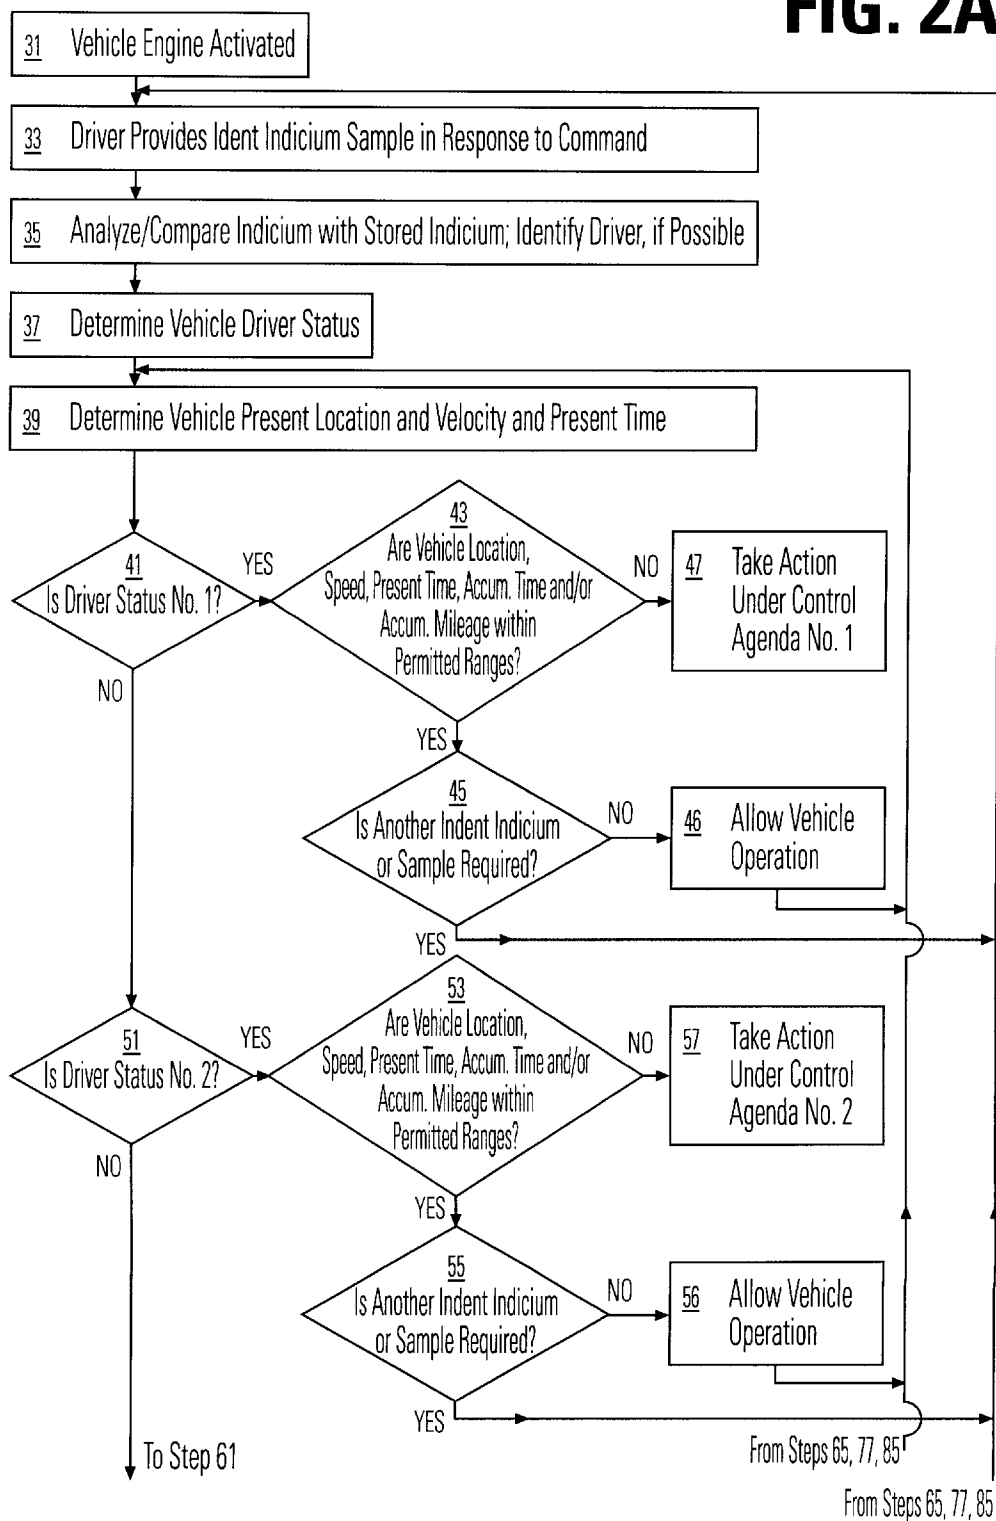 FIG. 2A
31 Vehicle Engine Activated
33 Driver Provides Ident Indicium Sample in Response to Command
35 Analyze/Compare Indicium with Stored Indicium; Identify Driver, if Possible
37 Determine Vehicle Driver Status
39 Determine Vehicle Present Location and Velocity and Present Time
41
Is Driver Status No. 1?
YES
NO
43
Are Vehicle Location,
Speed, Present Time, Accum. Time and/or
Accum. Mileage within
Permitted Ranges?
NO
YES
47 Take Action
Under Control
Agenda No. 1
45
Is Another Indent Indicium
or Sample Required?
NO
YES
46 Allow Vehicle
Operation
51
Is Driver Status No. 2?
YES
NO
53
Are Vehicle Location,
Speed, Present Time, Accum. Time and/or
Accum. Mileage within
Permitted Ranges?
NO
YES
57 Take Action
Under Control
Agenda No. 2
55
Is Another Indent Indicium
or Sample Required?
NO
YES
56 Allow Vehicle
Operation
To Step 61
From Steps 65, 77, 85
From Steps 65, 77, 85